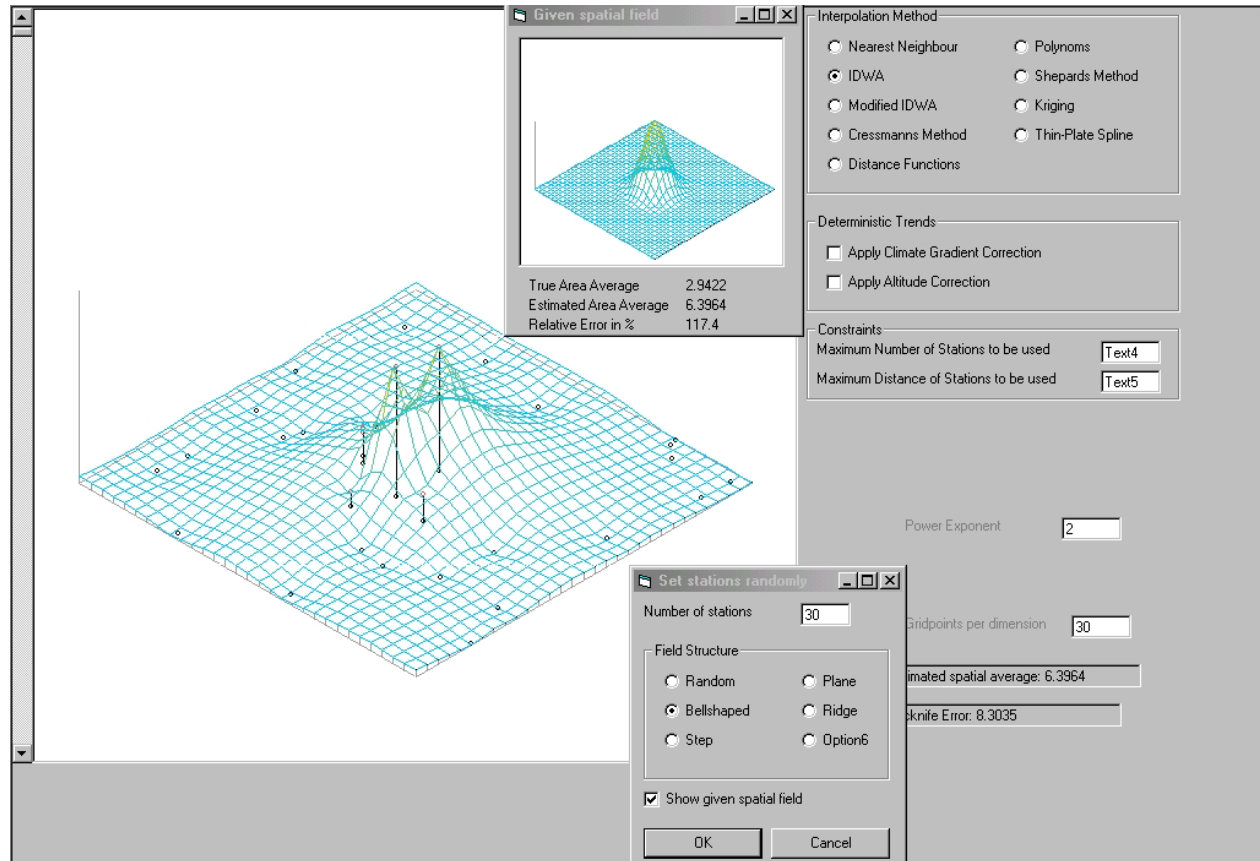 Given spatial field
True Area Average 2.9422
Estimated Area Average 6.3964
Relative Error in % 117.4
Interpolation Method
Nearest Neighbour
Polynoms
IDWA
Shepards Method
Modified IDWA
Kriging
Cressmanns Method
Thin-Plate Spline
Distance Functions
Deterministic Trends
Apply Climate Gradient Correction
Apply Altitude Correction
Constraints
Maximum Number of Stations to be used Text4
Maximum Distance of Stations to be used Text5
Power Exponent 2
Gridpoints per dimension 30
imated spatial average: 6.3964
cknife Error: 8.3035
Set stations randomly
Number of stations 30
Field Structure
Random
Plane
Bellshaped
Ridge
Step
Option6
Show given spatial field
OK
Cancel